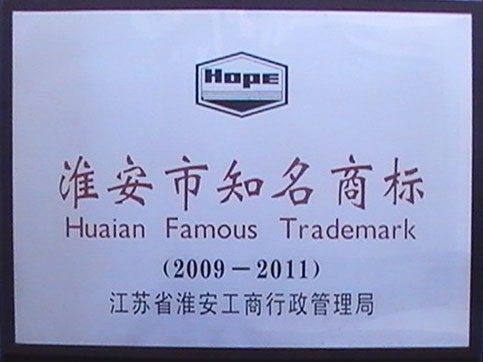 Hope
淮安市知名商标
Huaian Famous Trademark
(2009－2011)
江苏省淮安工商行政管理局